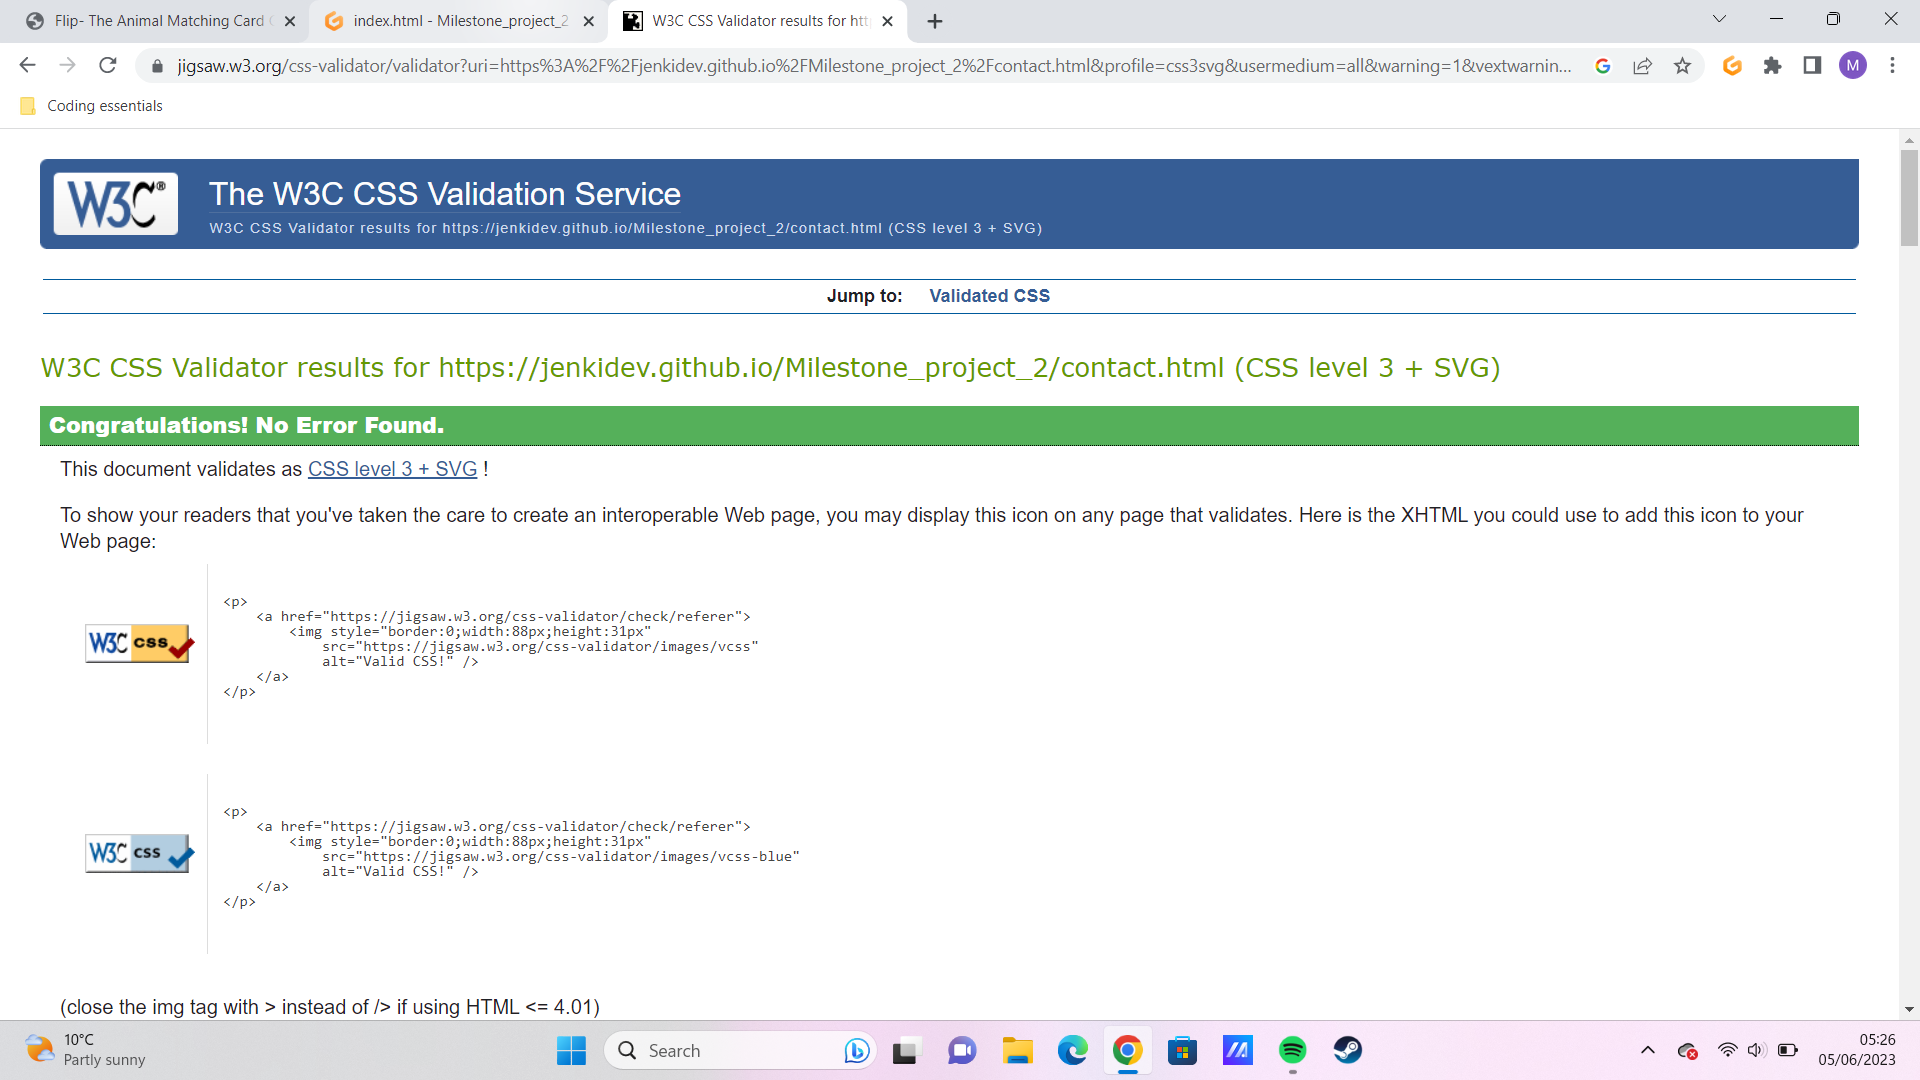 Flip- The Animal Matching Card
index.html - Milestone_project_2
W3C CSS Validator results for htt
jigsaw.w3.org/css-validator/validator?uri=https%3A%2F%2Fjenkidev.github.io%2FMilestone_project_2%2Fcontact.html&profile=css3svg&usermedium=all&warning=1&vextwarnin...
M
Coding essentials
W3C®
The W3C CSS Validation Service
W3C CSS Validator results for https://jenkidev.github.io/Milestone_project_2/contact.html (CSS level 3 + SVG)
Jump to: Validated CSS
W3C CSS Validator results for https://jenkidev.github.io/Milestone_project_2/contact.html (CSS level 3 + SVG)
Congratulations! No Error Found.
This document validates as CSS level 3 + SVG !
To show your readers that you've taken the care to create an interoperable Web page, you may display this icon on any page that validates. Here is the XHTML you could use to add this icon to your
Web page:
W3C css
<p>
<a href="https://jigsaw.w3.org/css-validator/check/referer">
<img style="border:0;width:88px;height:31px"
src="https://jigsaw.w3.org/css-validator/images/vcss"
alt="Valid CSS!" />
</a>
</p>
W3C css
<p>
<a href="https://jigsaw.w3.org/css-validator/check/referer">
<img style="border:0;width:88px;height:31px"
src="https://jigsaw.w3.org/css-validator/images/vcss-blue"
alt="Valid CSS!" />
</a>
</p>
(close the img tag with > instead of /> if using HTML <= 4.01)
10°C
Partly sunny
Search
05:26
05/06/2023